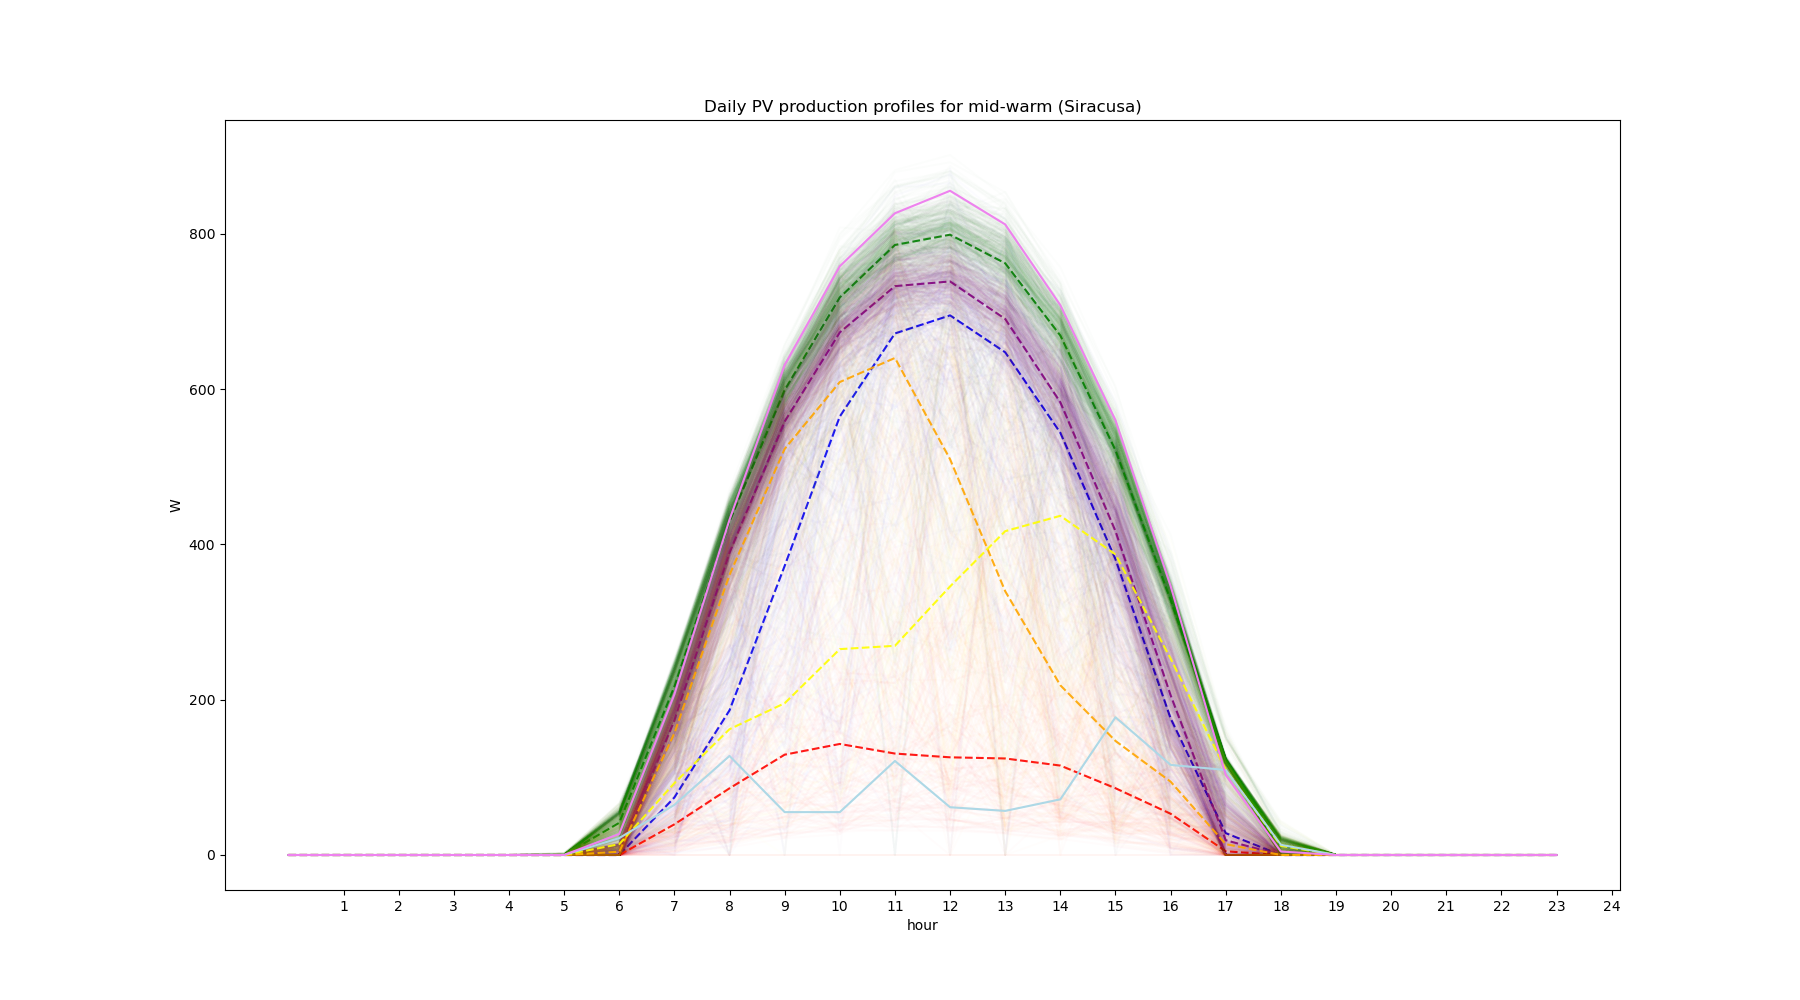 Daily PV production profiles for mid-warm (Siracusa)
800
600
400
200
0
W
1 2 3 4 5 6 7 8 9 10 11 12 13 14 15 16 17 18 19 20 21 22 23 24
hour